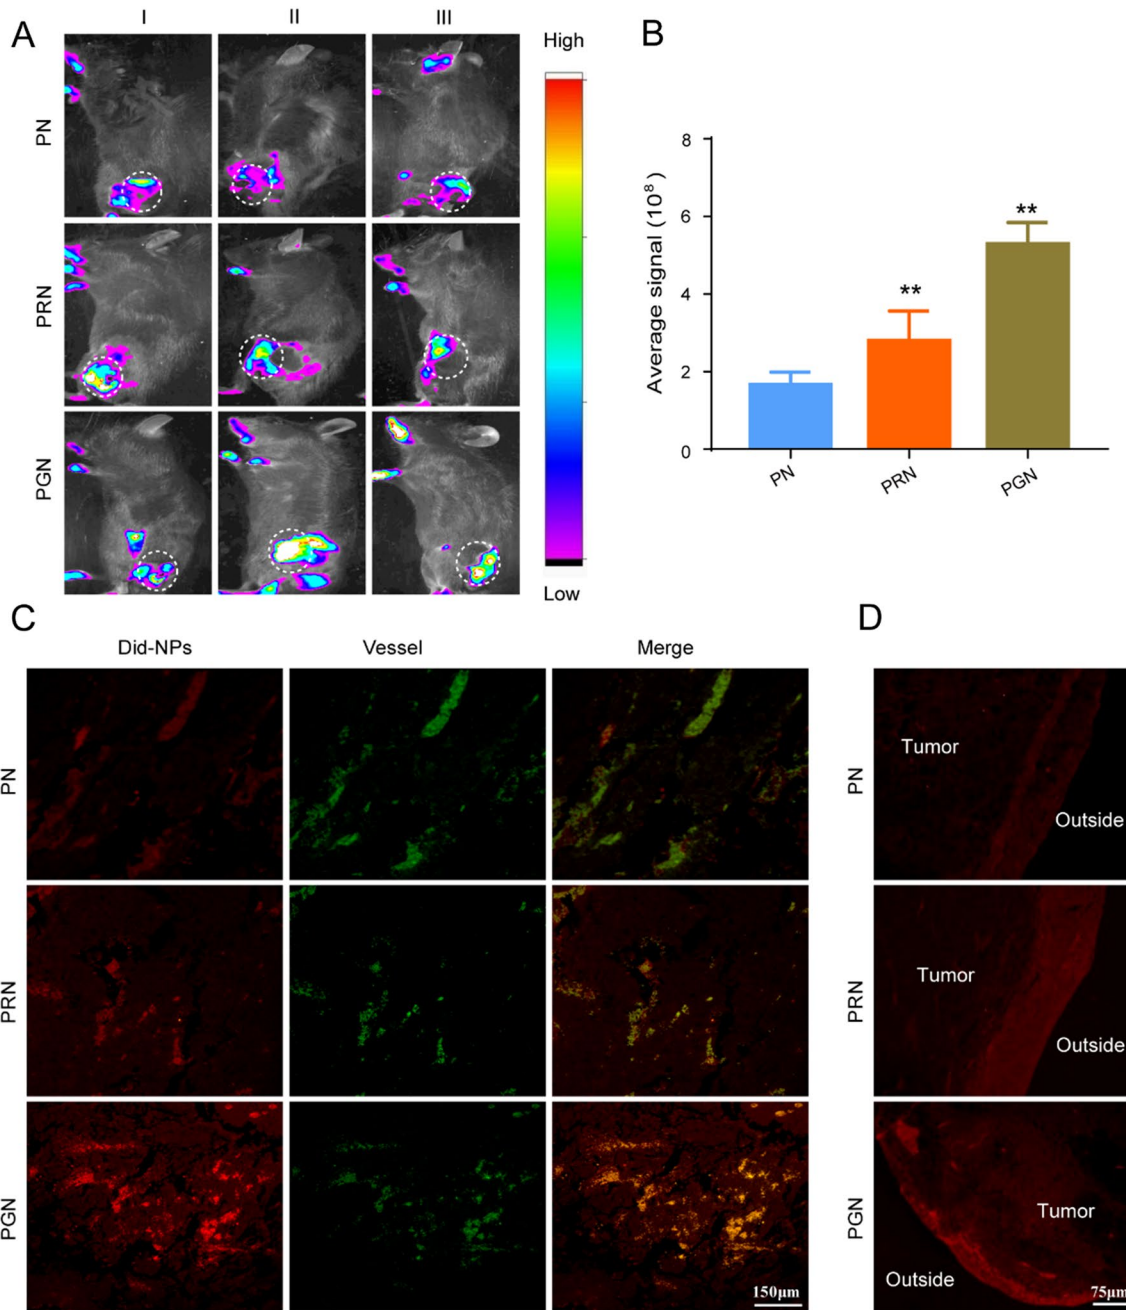 A
I II III
PN
PRN
PGN
High
Low
B
Average signal (10⁸)
8
6
4
2
0
**
**
PN
PRN
PGN
C
Did-NPs Vessel Merge
PN
PRN
PGN
150μm
D
PN
Tumor
Outside
PRN
Tumor
Outside
PGN
Tumor
Outside
75μm